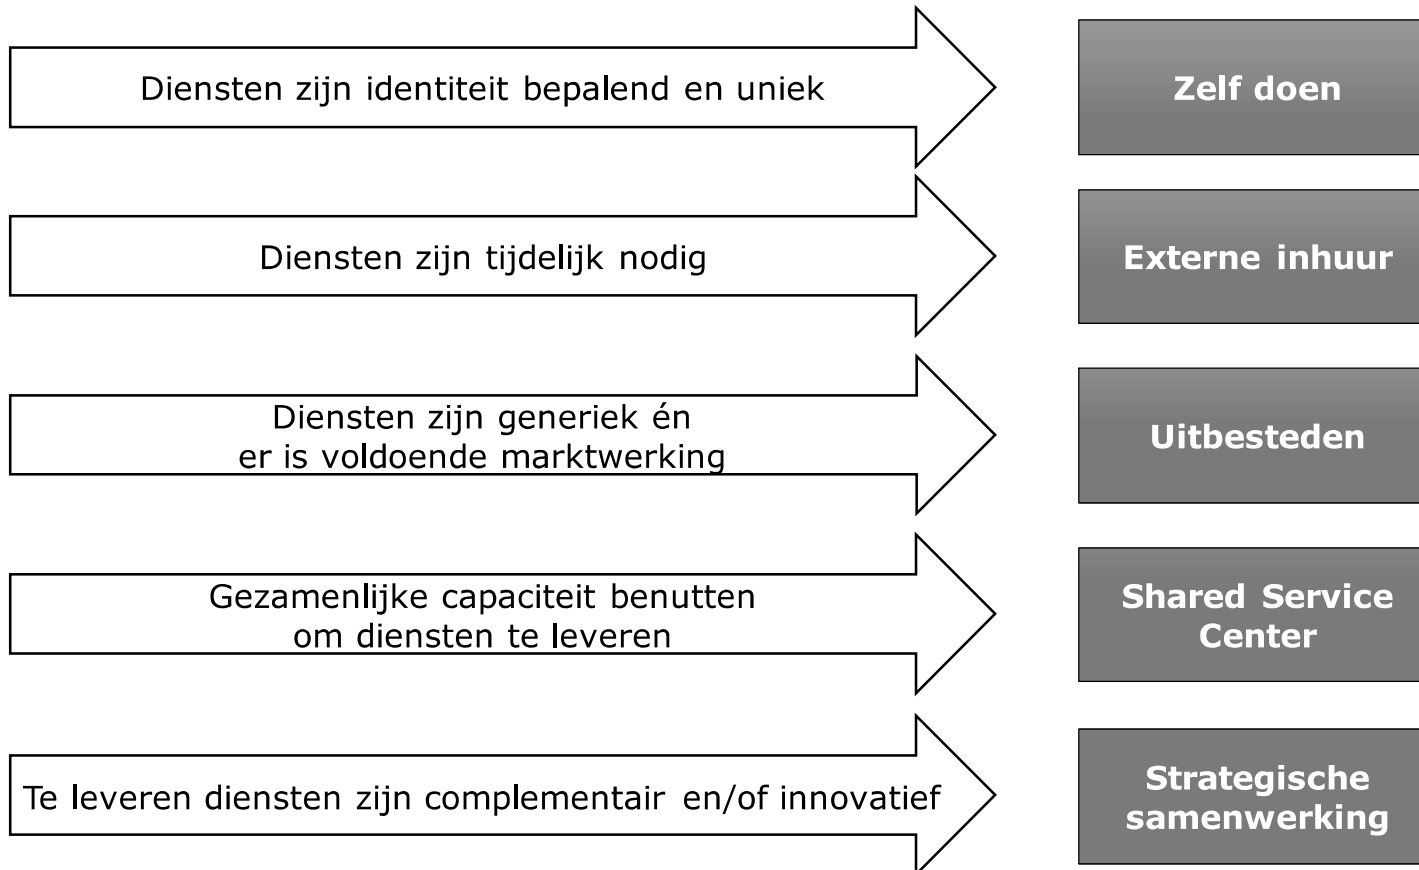 Diensten zijn identiteit bepalend en uniek
Zelf doen
Diensten zijn tijdelijk nodig
Externe inhuur
Diensten zijn generiek én
er is voldoende marktwerking
Uitbesteden
Gezamenlijke capaciteit benutten
om diensten te leveren
Shared Service
Center
Te leveren diensten zijn complementair en/of innovatief
Strategische
samenwerking